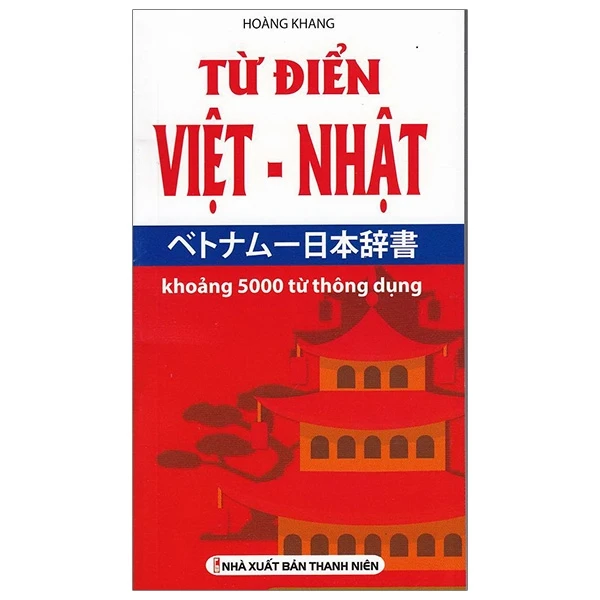 HOÀNG KHANG
TỪ ĐIỂN
VIỆT - NHẬT
ベトナムー日本辞書
khoảng 5000 từ thông dụng
NHÀ XUẤT BẢN THANH NIÊN